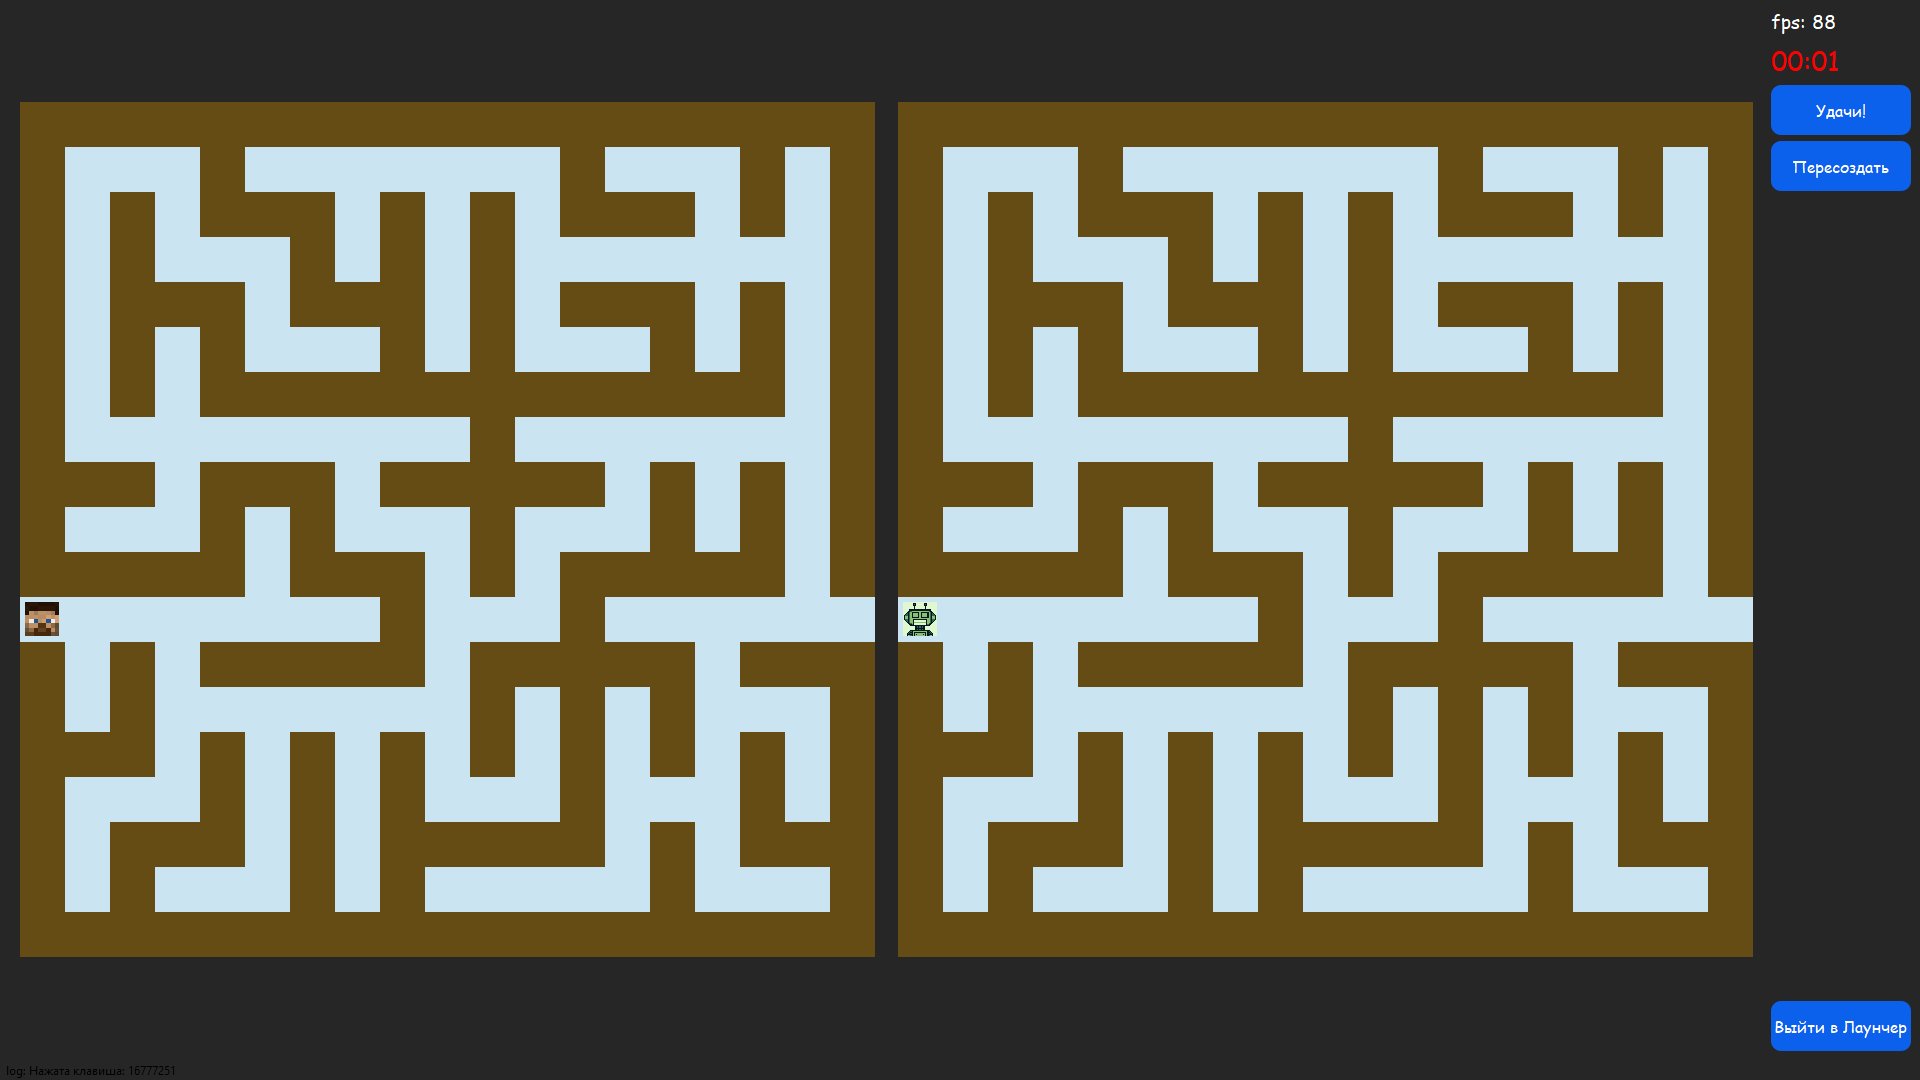 fps: 88
00:01
Удачи!
Пересоздать
Выйти в Лаунчер
log: Нажата клавиша: 16777251